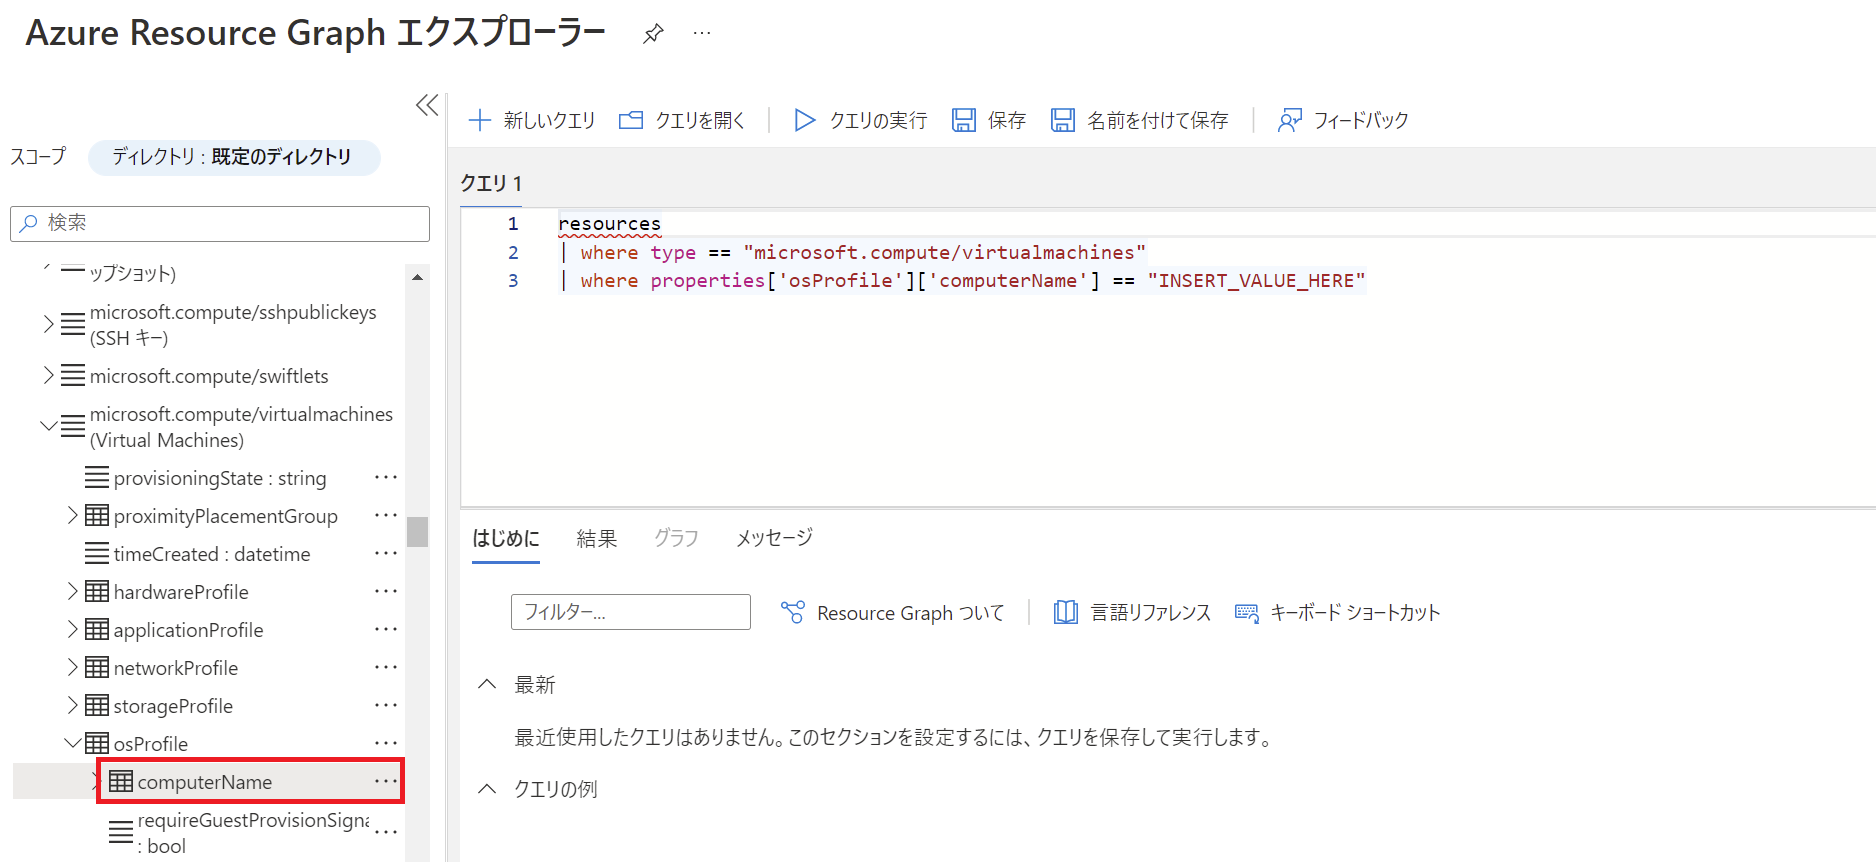 Azure Resource Graph エクスプローラー
スコープ
ディレクトリ : 既定のディレクトリ
検索
ップショット)
microsoft.compute/sshpublickeys
(SSH キー)
microsoft.compute/swiftlets
microsoft.compute/virtualmachines
(Virtual Machines)
provisioningState : string
proximityPlacementGroup
timeCreated : datetime
hardwareProfile
applicationProfile
networkProfile
storageProfile
osProfile
computerName
requireGuestProvisionSigna
: bool
新しいクエリ クエリを開く クエリの実行 保存 名前を付けて保存 フィードバック
クエリ 1
1 resources
2 | where type == "microsoft.compute/virtualmachines"
3 | where properties['osProfile']['computerName'] == "INSERT_VALUE_HERE"
はじめに 結果 グラフ メッセージ
フィルター... Resource Graph ついて 言語リファレンス キーボード ショートカット
最新
最近使用したクエリはありません。このセクションを設定するには、クエリを保存して実行します。
クエリの例